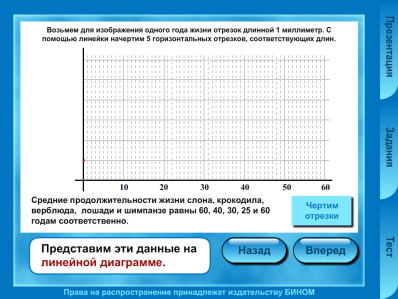 Возьмем для изображения одного года жизни отрезок длинной 1 миллиметр. С
помощью линейки начертим 5 горизонтальных отрезков, соответствующих длин.
10 20 30 40 50 60
Средние продолжительности жизни слона, крокодила,
верблюда, лошади и шимпанзе равны 60, 40, 30, 25 и 60
годам соответственно.
Чертим
отрезки
Представим эти данные на
линейной диаграмме.
Назад
Вперед
Презентация
Задания
Тест
Права на распространение принадлежат издательству БИНОМ